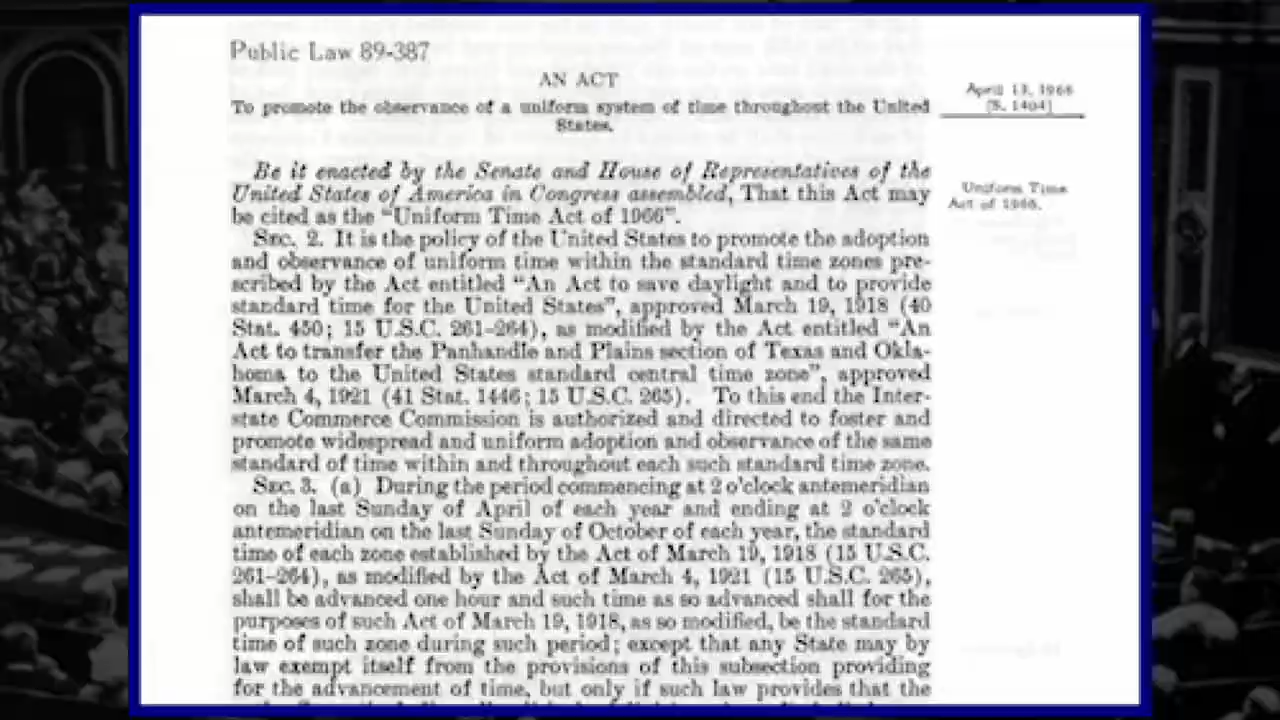 Public Law 89-387
AN ACT
To promote the observance of a uniform system of time throughout the United
States.
April 13, 1966
[S. 1404]
Be it enacted by the Senate and House of Representatives of the
United States of America in Congress assembled, That this Act may
be cited as the “Uniform Time Act of 1966”.
Uniform Time
Act of 1966.
SEC. 2. It is the policy of the United States to promote the adoption
and observance of uniform time within the standard time zones pre-
scribed by the Act entitled “An Act to save daylight and to provide
standard time for the United States”, approved March 19, 1918 (40
Stat. 450; 15 U.S.C. 261–264), as modified by the Act entitled “An
Act to transfer the Panhandle and Plains section of Texas and Okla-
homa to the United States standard central time zone”, approved
March 4, 1921 (41 Stat. 1446; 15 U.S.C. 265). To this end the Inter-
state Commerce Commission is authorized and directed to foster and
promote widespread and uniform adoption and observance of the same
standard of time within and throughout each such standard time zone.
SEC. 3. (a) During the period commencing at 2 o'clock antemeridian
on the last Sunday of April of each year and ending at 2 o'clock
antemeridian on the last Sunday of October of each year, the standard
time of each zone established by the Act of March 19, 1918 (15 U.S.C.
261–264), as modified by the Act of March 4, 1921 (15 U.S.C. 265),
shall be advanced one hour and such time as so advanced shall for the
purposes of such Act of March 19, 1918, as so modified, be the standard
time of such zone during such period; except that any State may by
law exempt itself from the provisions of this subsection providing
for the advancement of time, but only if such law provides that the